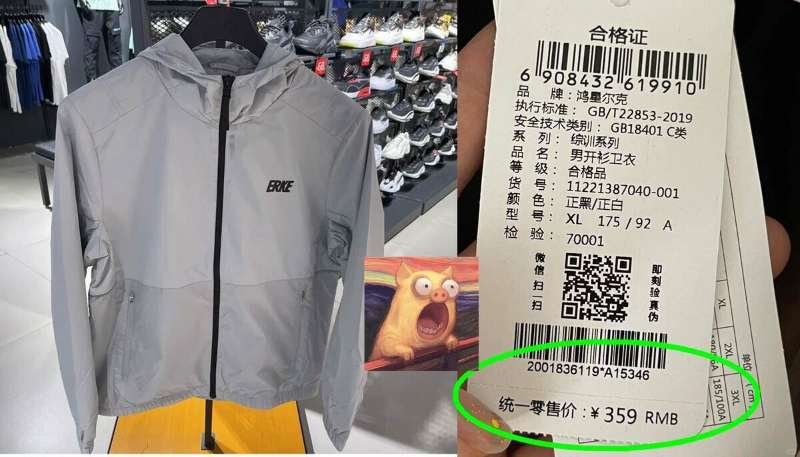 ERKE
合格证
6 908432 619910
品 牌：鸿星尔克
执行标准： GB/T22853-2019
安全技术类别： GB18401 C类
系 列： 综训系列
品 名： 男开衫卫衣
等 级： 合格品
货 号： 11221387040-001
颜 色： 正黑/正白
型 号： XL 175 / 92 A
检 验： 70001
微信扫一扫
即刻验真伪
2001836119*A15346
统一零售价：¥ 359 RMB
XL
2XL
3XL
185/100A